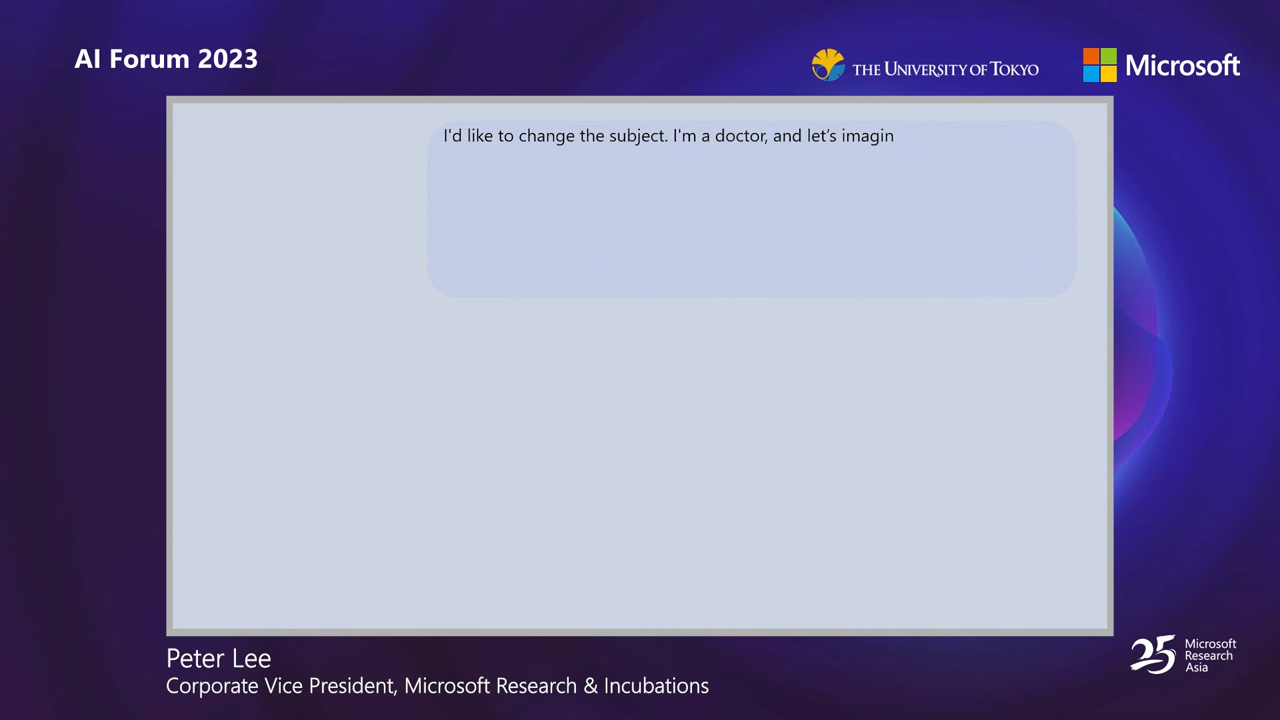 AI Forum 2023
THE UNIVERSITY OF TOKYO
Microsoft
I'd like to change the subject. I'm a doctor, and let’s imagin
Peter Lee
Corporate Vice President, Microsoft Research & Incubations
25
Microsoft
Research
Asia